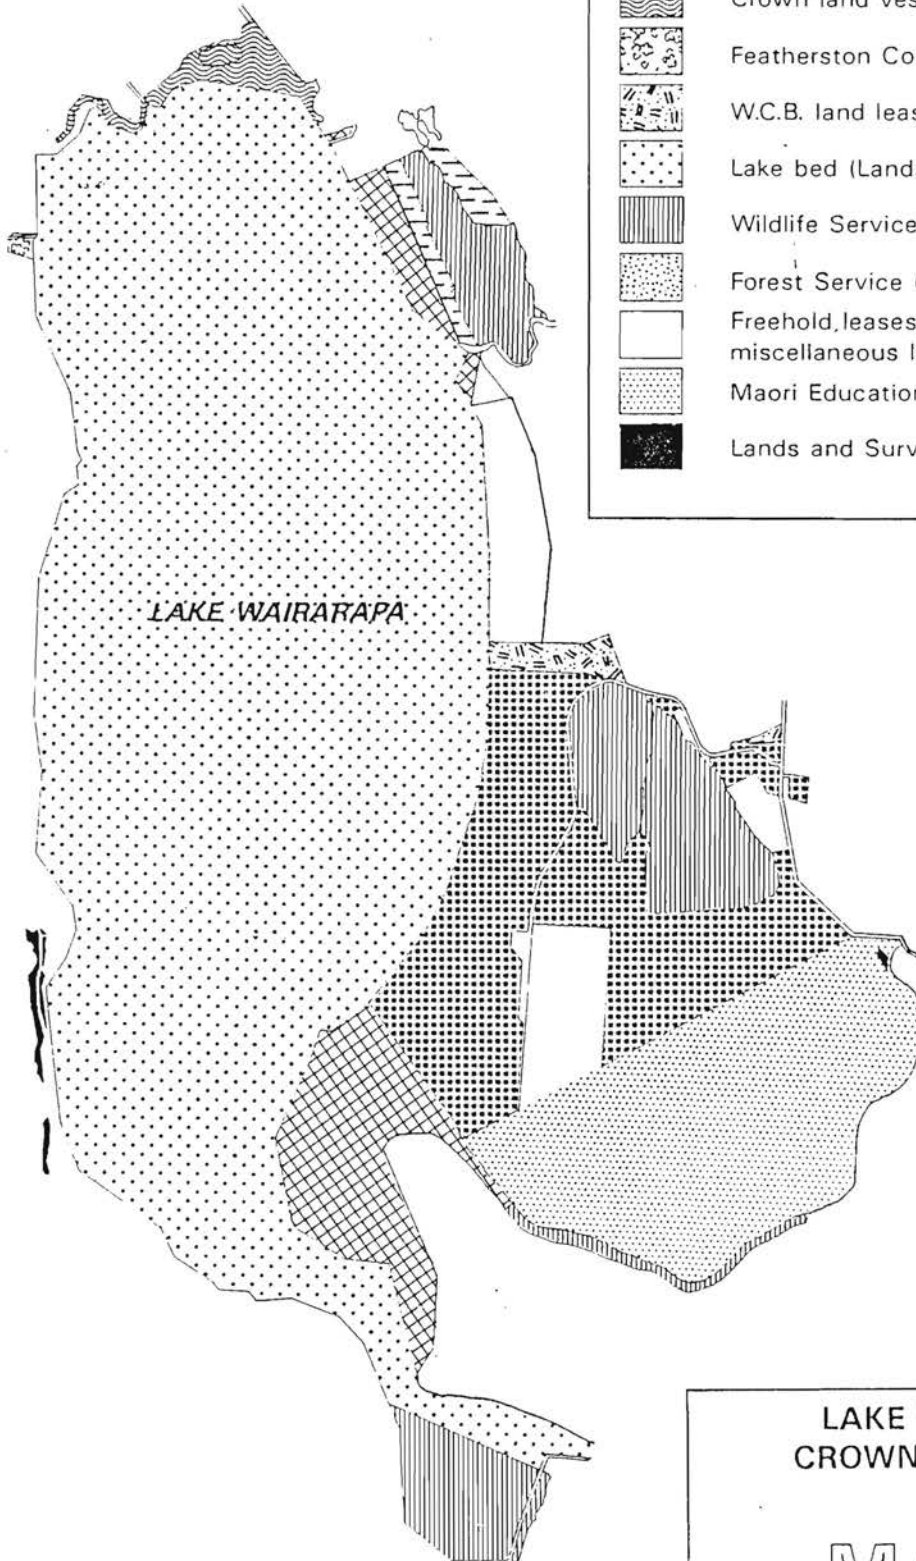 Crown land ves
Featherston Co
W.C.B. land leas
Lake bed (Land
Wildlife Service
Forest Service
Freehold, leases
miscellaneous l
Maori Education
Lands and Surv
LAKE WAIRARAPA
LAKE
CROWN
M